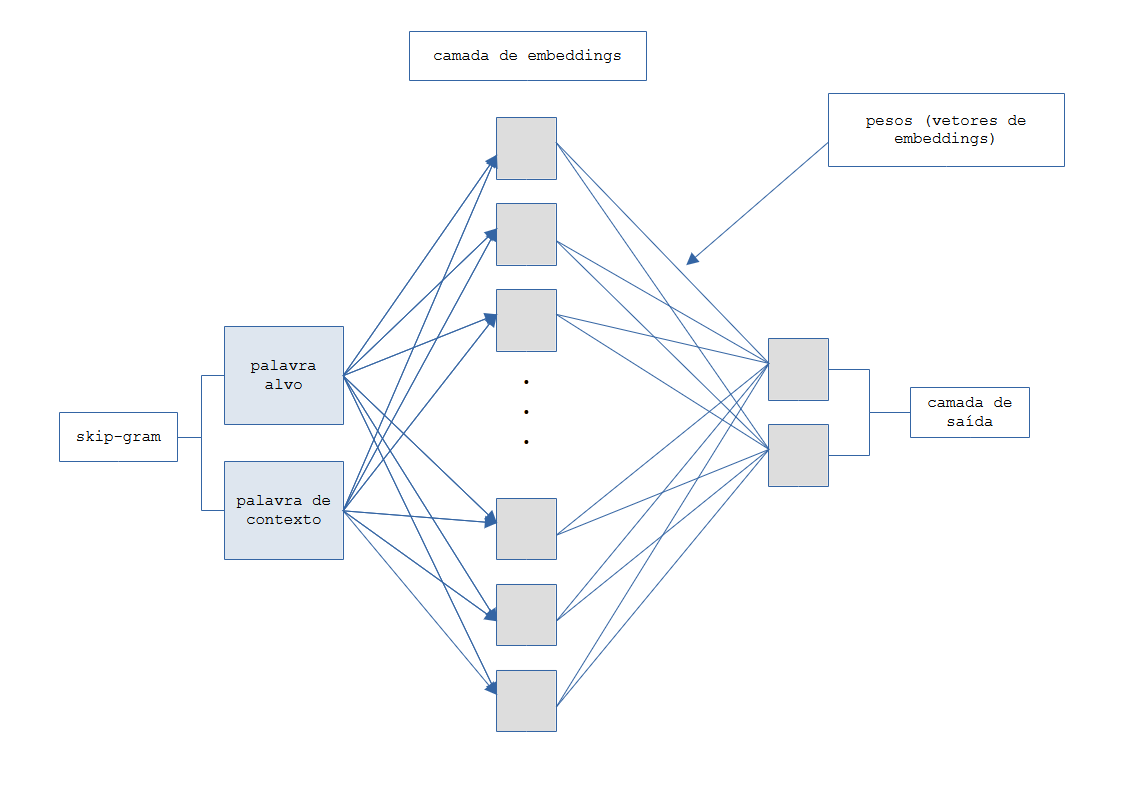 camada de embeddings
pesos (vetores de
embeddings)
palavra
alvo
skip-gram
palavra de
contexto
camada de
saída